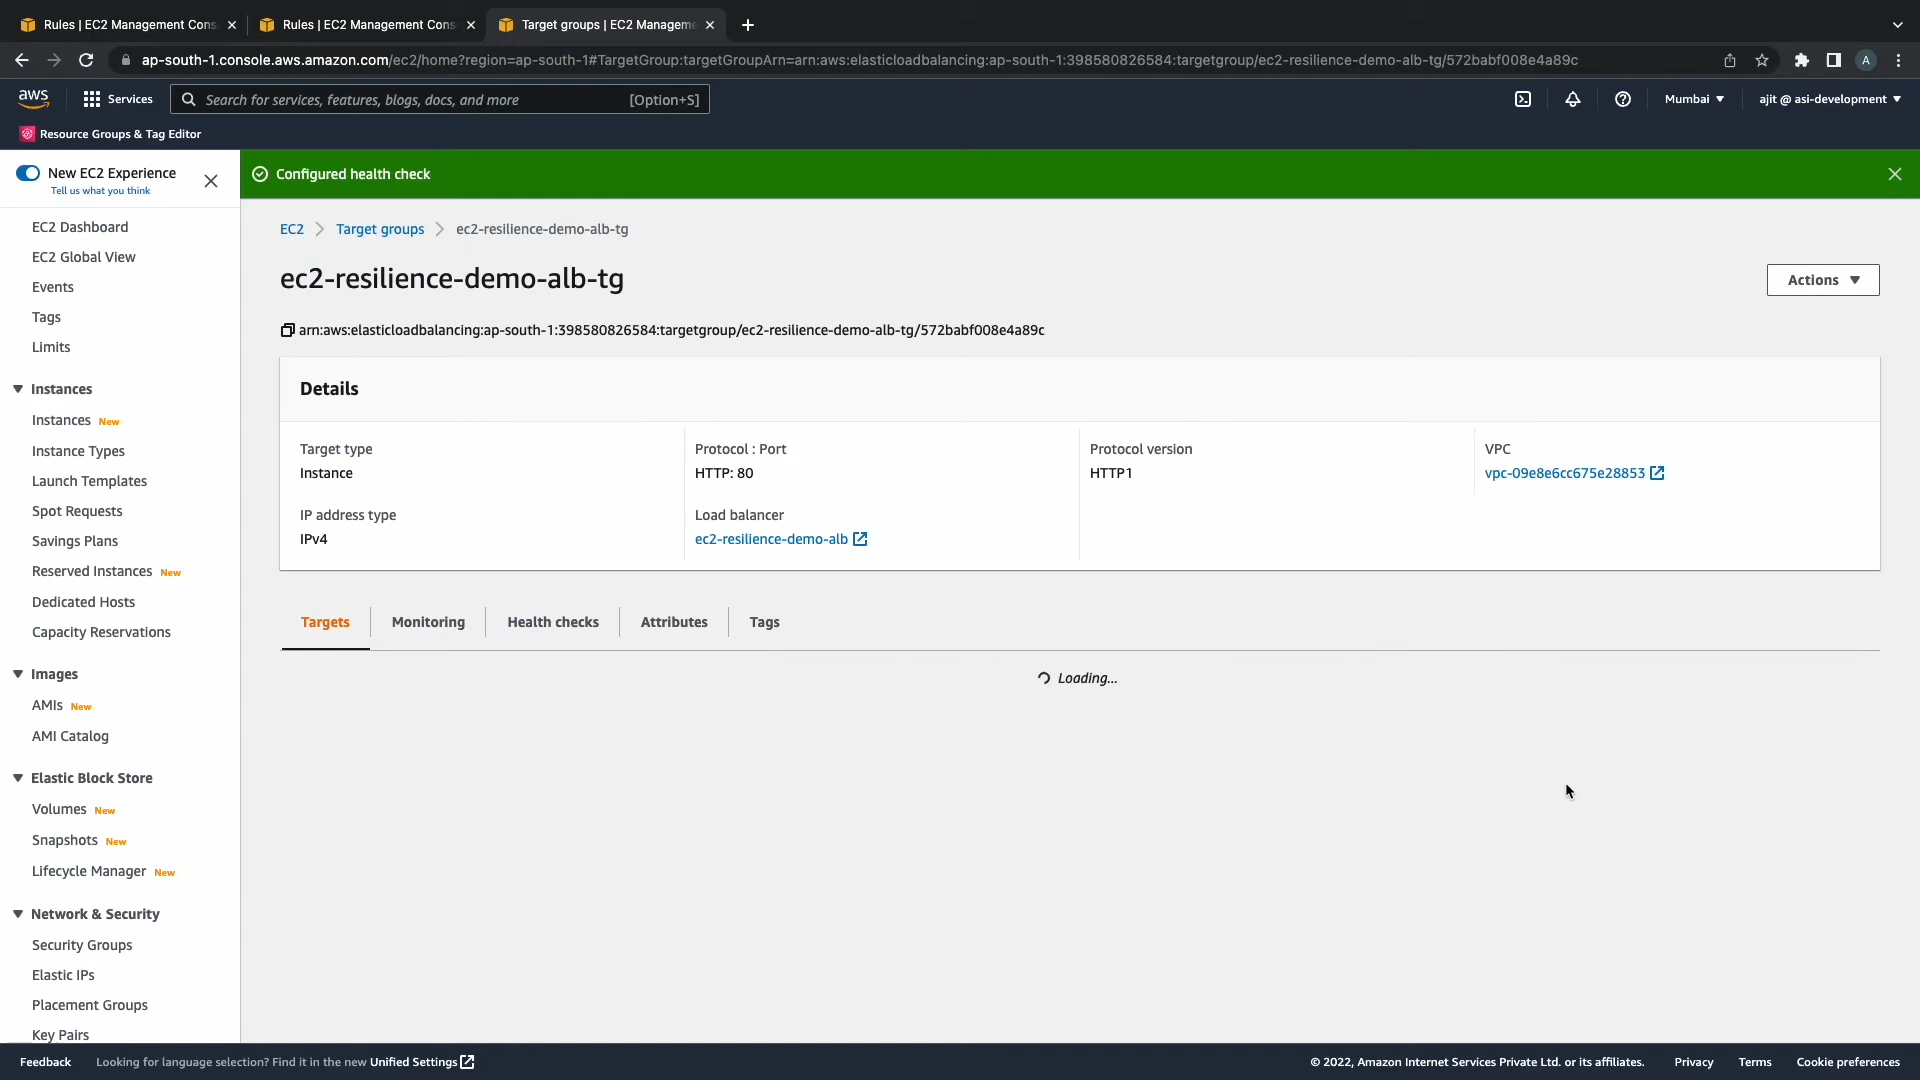 Rules | EC2 Management Cons
Rules | EC2 Management Cons
Target groups | EC2 Manageme
ap-south-1.console.aws.amazon.com/ec2/home?region=ap-south-1#TargetGroup:targetGroupArn=arn:aws:elasticloadbalancing:ap-south-1:398580826584:targetgroup/ec2-resilience-demo-alb-tg/572babf008e4a89c
A
aws
Services
Search for services, features, blogs, docs, and more
[Option+S]
Mumbai
ajit @ asi-development
Resource Groups & Tag Editor
New EC2 Experience
Tell us what you think
EC2 Dashboard
EC2 Global View
Events
Tags
Limits
Instances
Instances New
Instance Types
Launch Templates
Spot Requests
Savings Plans
Reserved Instances New
Dedicated Hosts
Capacity Reservations
Images
AMIs New
AMI Catalog
Elastic Block Store
Volumes New
Snapshots New
Lifecycle Manager New
Network & Security
Security Groups
Elastic IPs
Placement Groups
Key Pairs
Configured health check
EC2
Target groups
ec2-resilience-demo-alb-tg
ec2-resilience-demo-alb-tg
Actions
arn:aws:elasticloadbalancing:ap-south-1:398580826584:targetgroup/ec2-resilience-demo-alb-tg/572babf008e4a89c
Details
Target type
Instance
Protocol : Port
HTTP: 80
Protocol version
HTTP1
VPC
vpc-09e8e6cc675e28853
IP address type
IPv4
Load balancer
ec2-resilience-demo-alb
Targets
Monitoring
Health checks
Attributes
Tags
Loading...
Feedback
Looking for language selection? Find it in the new Unified Settings
© 2022, Amazon Internet Services Private Ltd. or its affiliates.
Privacy
Terms
Cookie preferences